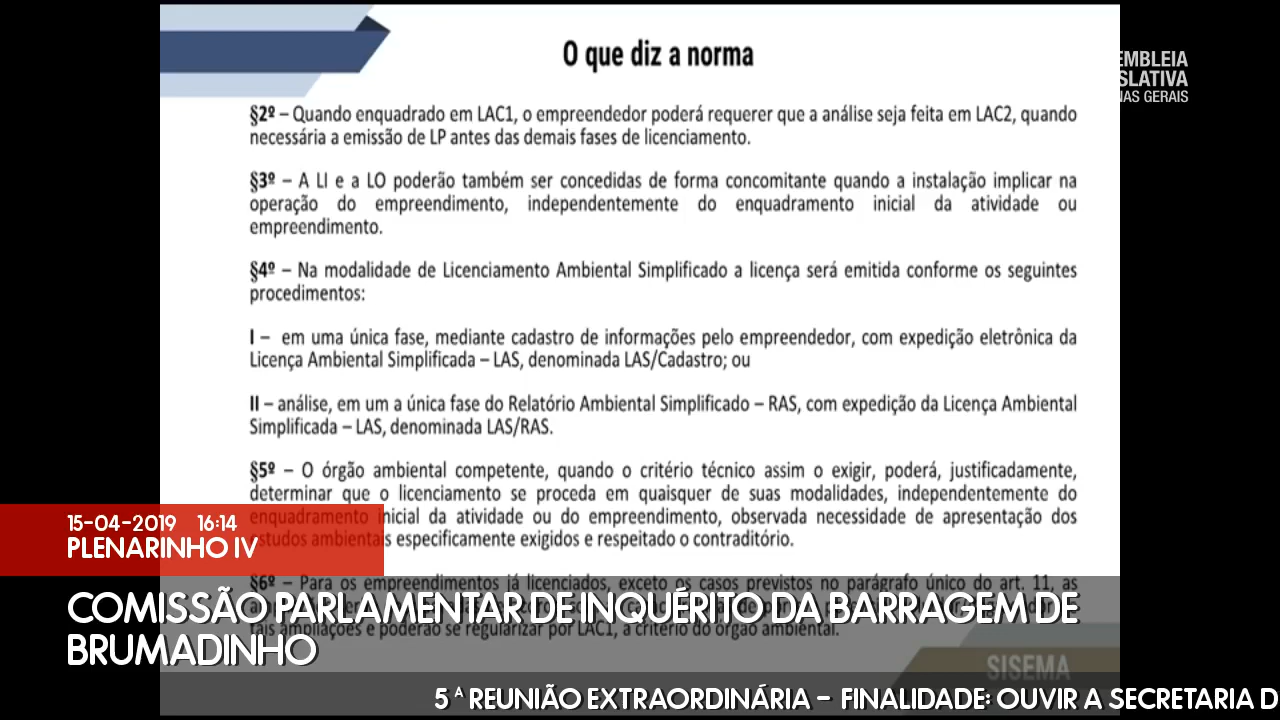 O que diz a norma
EMBLEIA
SLATIVA
NAS GERAIS
§2º – Quando enquadrado em LAC1, o empreendedor poderá requerer que a análise seja feita em LAC2, quando
necessária a emissão de LP antes das demais fases de licenciamento.
§3º – A LI e a LO poderão também ser concedidas de forma concomitante quando a instalação implicar na
operação do empreendimento, independentemente do enquadramento inicial da atividade ou
empreendimento.
§4º – Na modalidade de Licenciamento Ambiental Simplificado a licença será emitida conforme os seguintes
procedimentos:
I – em uma única fase, mediante cadastro de informações pelo empreendedor, com expedição eletrônica da
Licença Ambiental Simplificada – LAS, denominada LAS/Cadastro; ou
II – análise, em um a única fase do Relatório Ambiental Simplificado – RAS, com expedição da Licença Ambiental
Simplificada – LAS, denominada LAS/RAS.
§5º – O órgão ambiental competente, quando o critério técnico assim o exigir, poderá, justificadamente,
determinar que o licenciamento se proceda em quaisquer de suas modalidades, independentemente do
enquadramento inicial da atividade ou do empreendimento, observada necessidade de apresentação dos
estudos ambientais especificamente exigidos e respeitado o contraditório.
§6º – Para os empreendimentos já licenciados, exceto os casos previstos no parágrafo único do art. 11, as
tais ampliações e poderão se regularizar por LAC1, a critério do órgão ambiental.
SISEMA
15-04-2019 16:14
PLENARINHO IV
COMISSÃO PARLAMENTAR DE INQUÉRITO DA BARRAGEM DE
BRUMADINHO
5ª REUNIÃO EXTRAORDINÁRIA – FINALIDADE: OUVIR A SECRETARIA D